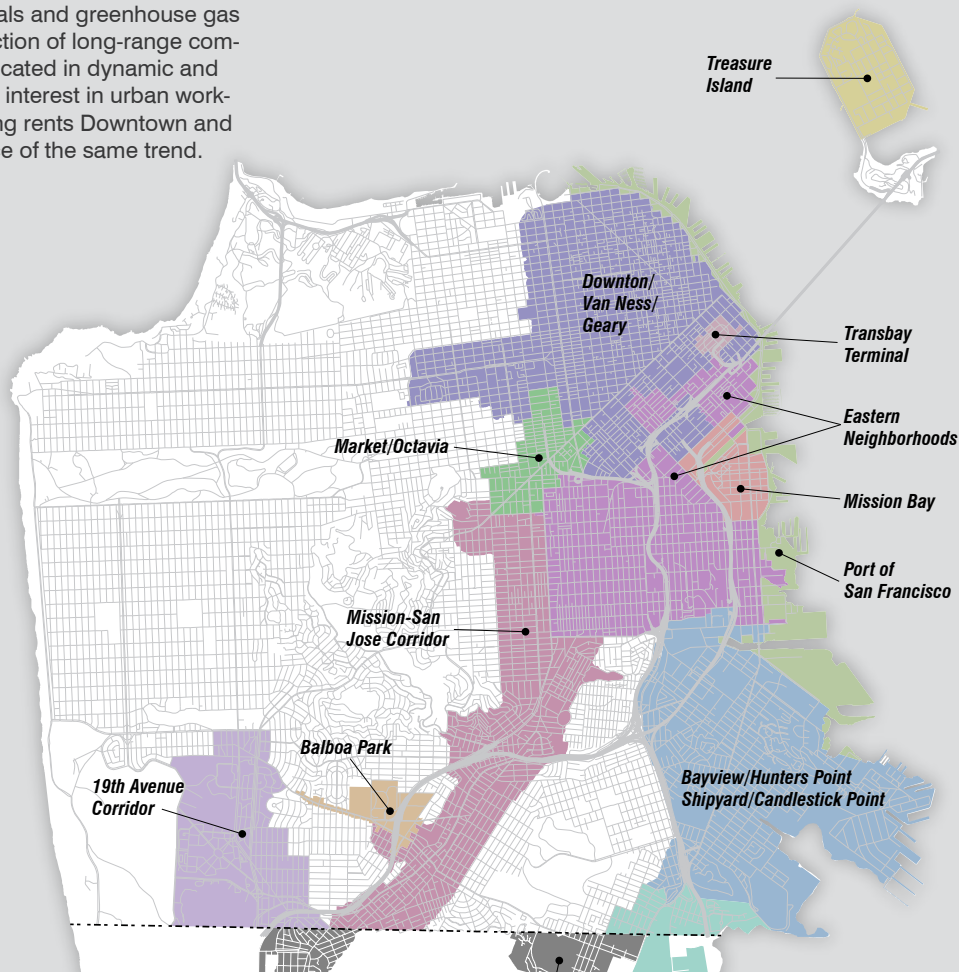 als and greenhouse gas
ction of long-range com-
cated in dynamic and
interest in urban work-
ng rents Downtown and
e of the same trend.
Treasure
Island
Downton/
Van Ness/
Geary
Transbay
Terminal
Eastern
Neighborhoods
Market/Octavia
Mission Bay
Port of
San Francisco
Mission-San
Jose Corridor
Balboa Park
19th Avenue
Corridor
Bayview/Hunters Point
Shipyard/Candlestick Point